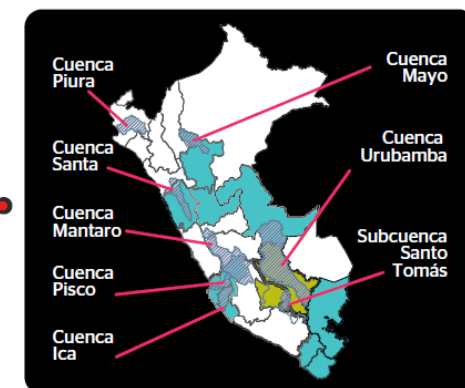 Cuenca
Piura
Cuenca
Santa
Cuenca
Mantaro
Cuenca
Pisco
Cuenca
Ica
Cuenca
Mayo
Cuenca
Urubamba
Subcuenca
Santo
Tomás